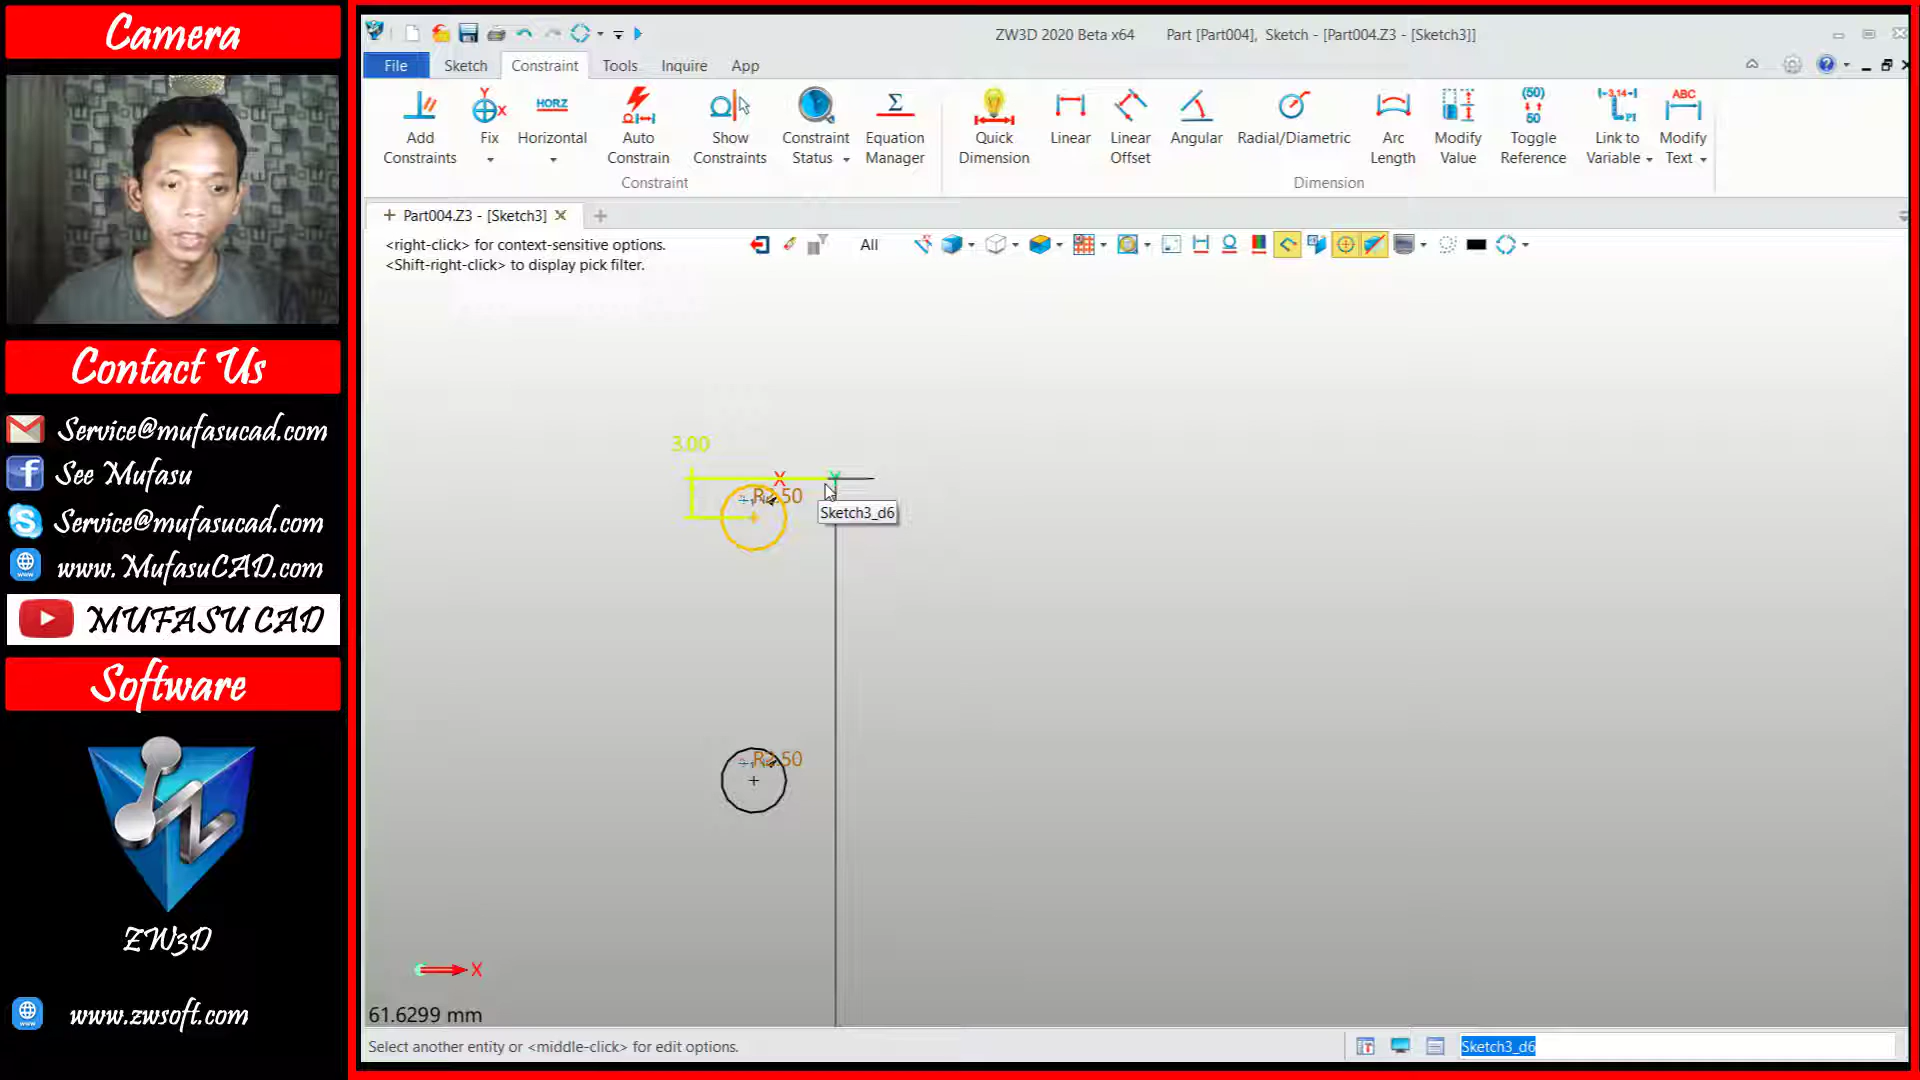 Camera
Contact Us
Service@mufasucad.com
See Mufasu
Service@mufasucad.com
www.MufasuCAD.com
MUFASU CAD
Software
ZW3D
www.zwsoft.com
ZW3D 2020 Beta x64 Part [Part004], Sketch - [Part004.Z3 - [Sketch3]]
File Sketch Constraint Tools Inquire App
Add Constraints
Fix
HORZ Horizontal
Auto Constrain
Show Constraints
Constraint Status
Equation Manager
Quick Dimension
Linear
Linear Offset
Angular
Radial/Diametric
Arc Length
Modify Value
Toggle Reference
Link to Variable
ABC Modify Text
Constraint
Dimension
Part004.Z3 - [Sketch3]
<right-click> for context-sensitive options.
<Shift-right-click> to display pick filter.
All
3.00
X
Sketch3_d6
X
61.6299 mm
Select another entity or <middle-click> for edit options.
Sketch3_d6